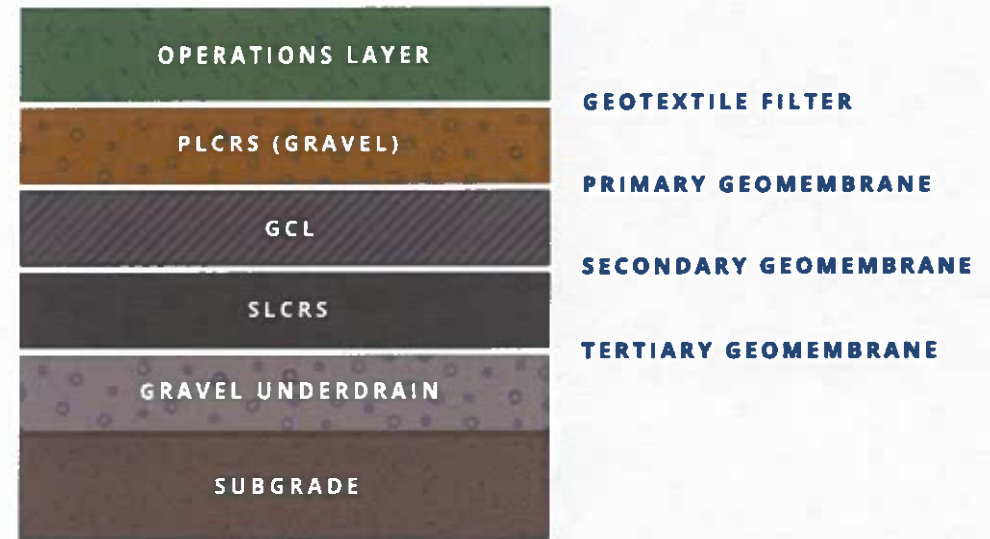 OPERATIONS LAYER
GEOTEXTILE FILTER
PLCRS (GRAVEL)
PRIMARY GEOMEMBRANE
GCL
SECONDARY GEOMEMBRANE
SLCRS
TERTIARY GEOMEMBRANE
GRAVEL UNDERDRAIN
SUBGRADE